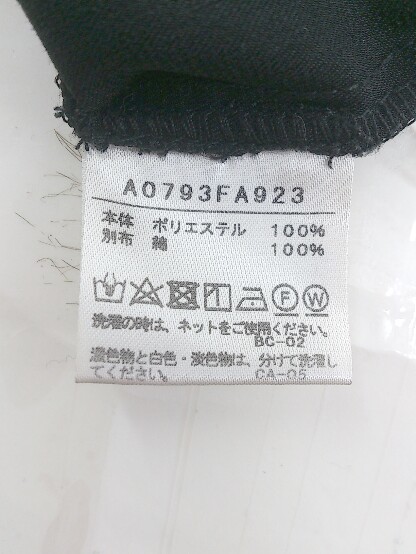 A0793FA923
本体 ポリエステル 100%
別布 綿 100%
F W
洗濯の時は、ネットをご使用ください。
BC-02
濃色物と白色・淡色物は、分けて洗濯し
てください。 CA-05